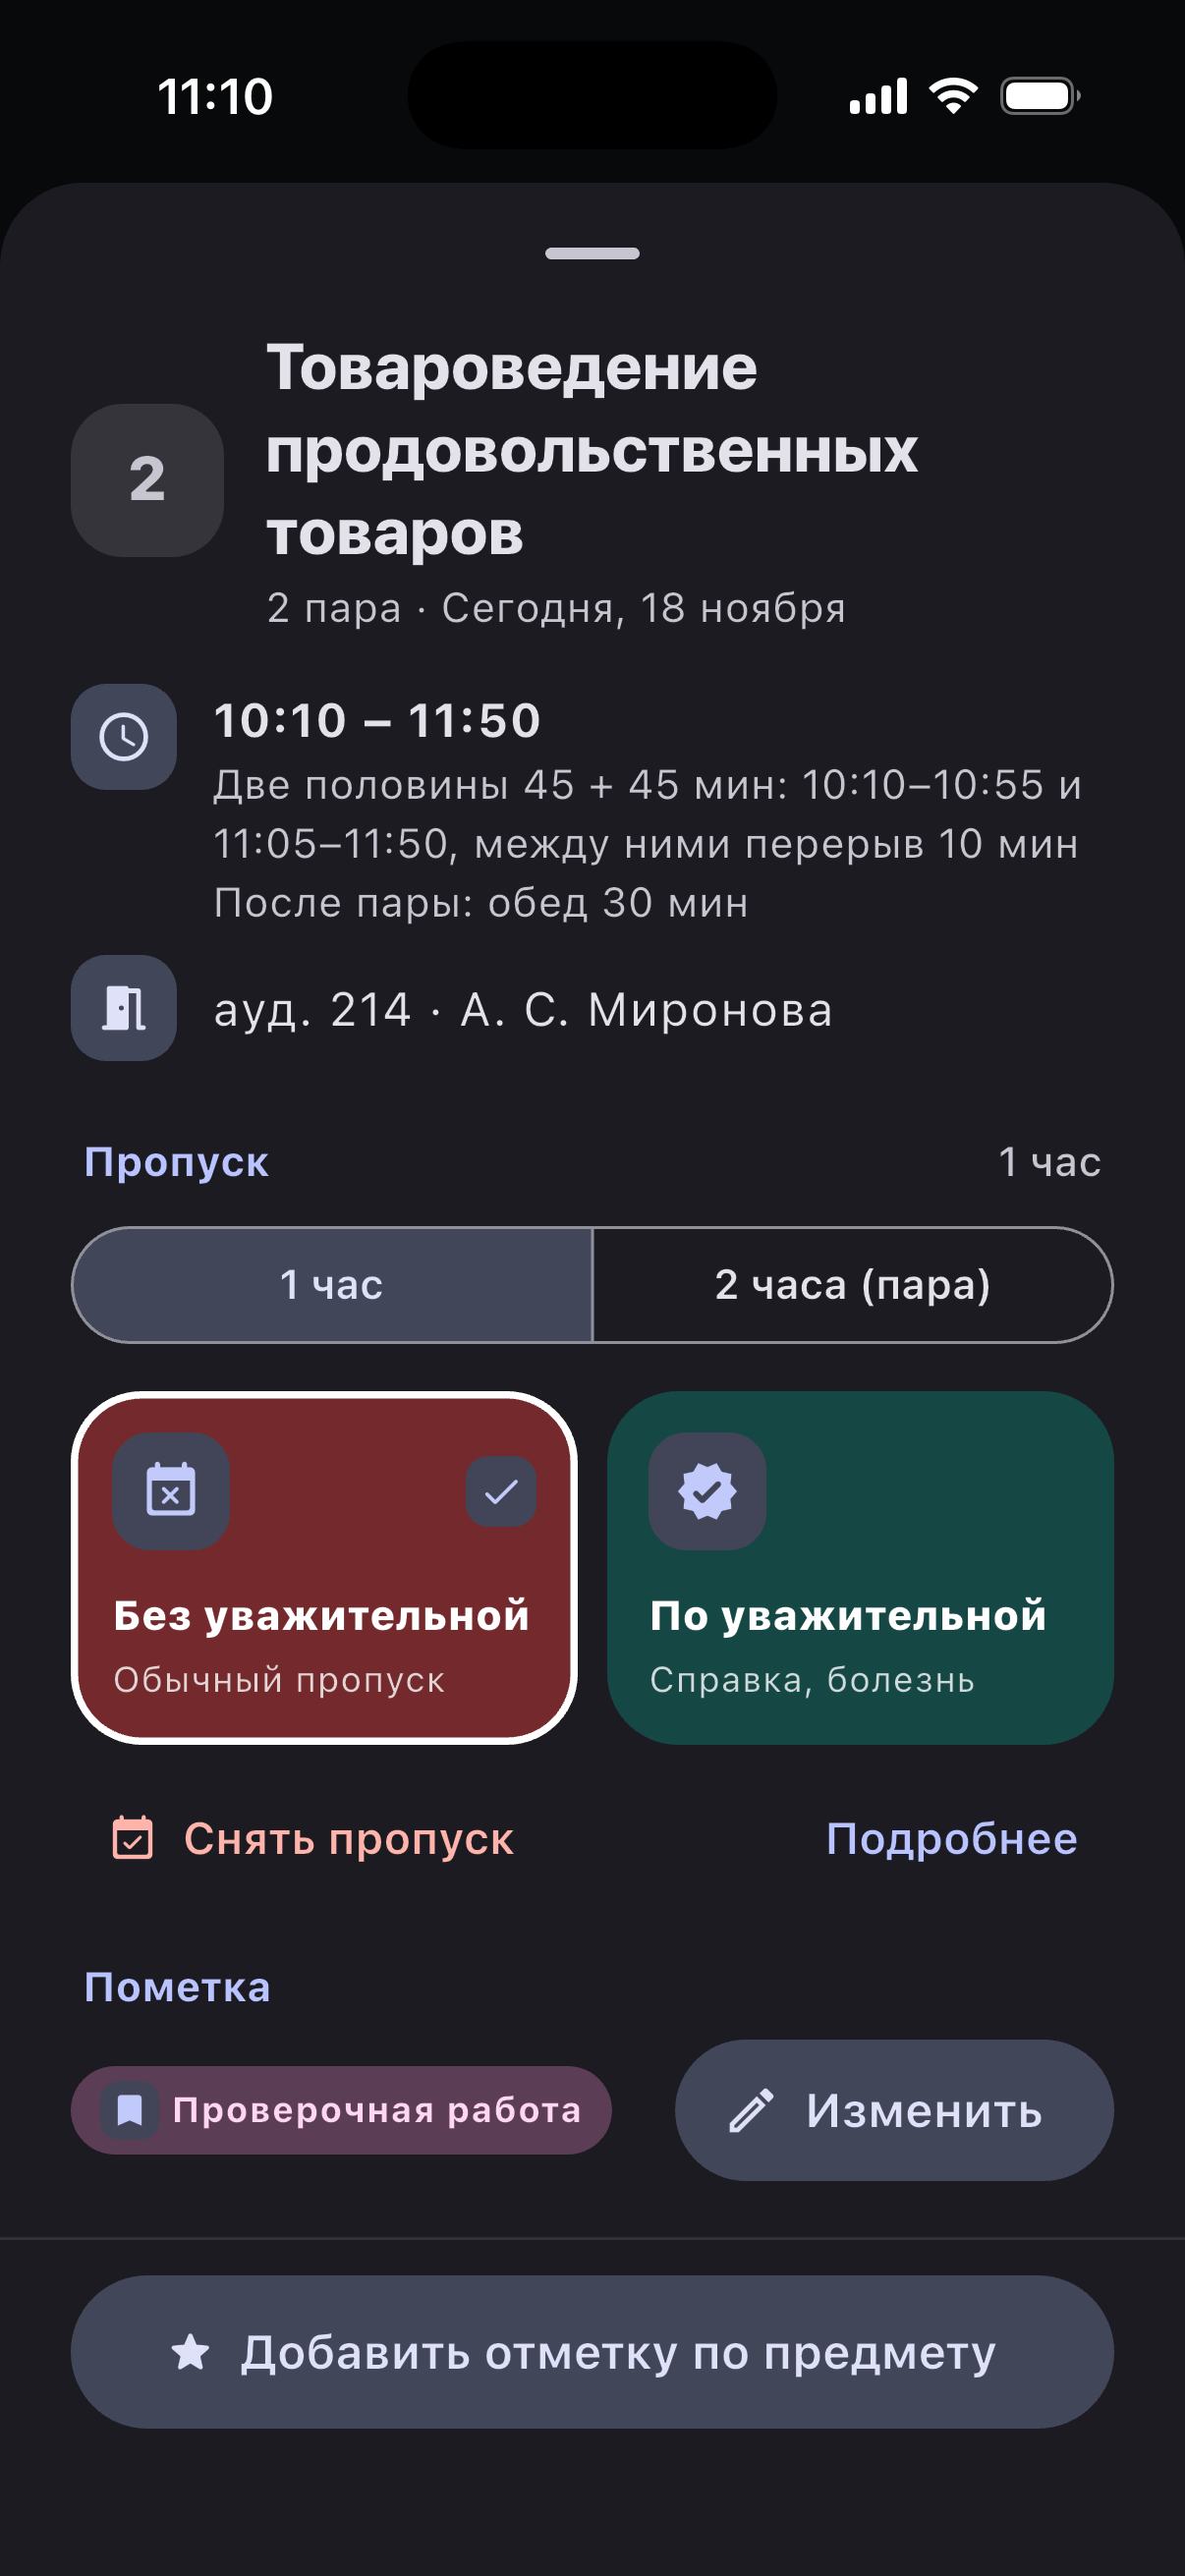 11:10
Товароведение
продовольственных
товаров
2
2 пара · Сегодня, 18 ноября
10:10 – 11:50
Две половины 45 + 45 мин: 10:10–10:55 и
11:05–11:50, между ними перерыв 10 мин
После пары: обед 30 мин
ауд. 214 · А. С. Миронова
Пропуск
1 час
1 час
2 часа (пара)
Без уважительной
Обычный пропуск
По уважительной
Справка, болезнь
Снять пропуск
Подробнее
Пометка
Проверочная работа
Изменить
Добавить отметку по предмету